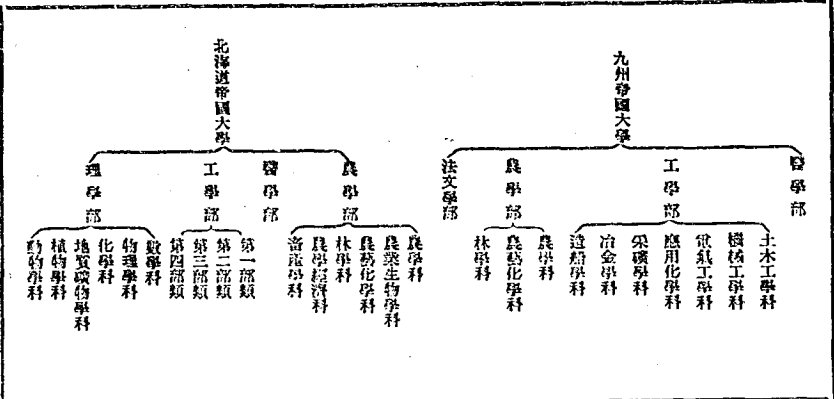 九州帝國大學
醫學部
工學部
土木工學科
機械工學科
電氣工學科
應用化學科
采礦學科
冶金學科
造船學科
農學部
農學科
農藝化學科
林學科
法文學部
北海道帝國大學
農學部
農學科
農業生物學科
農藝化學科
林學科
農學經濟科
畜產學科
醫學部
工學部
第一部類
第二部類
第三部類
第四部類
理學部
數學科
物理學科
化學科
地質礦物學科
植物學科
動物學科